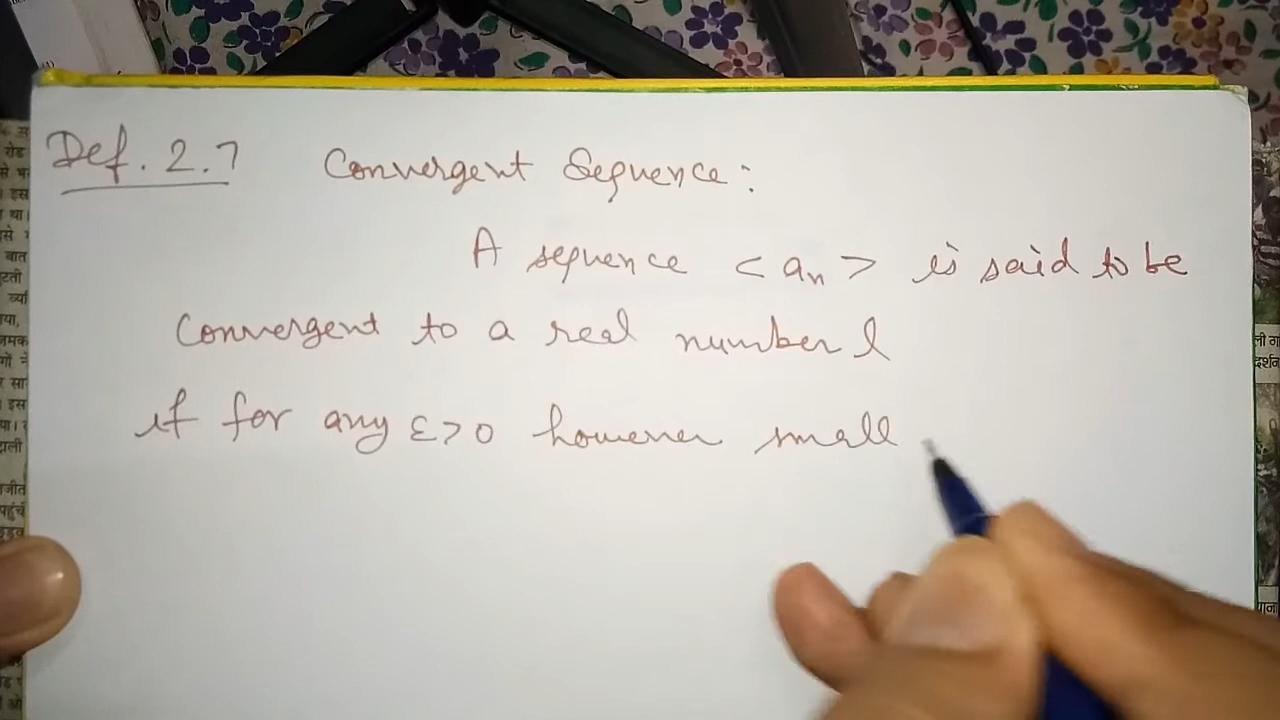 Def. 2.7 Convergent Sequence:
A sequence <aₙ> is said to be
Convergent to a real number l
if for any ε>0 however small